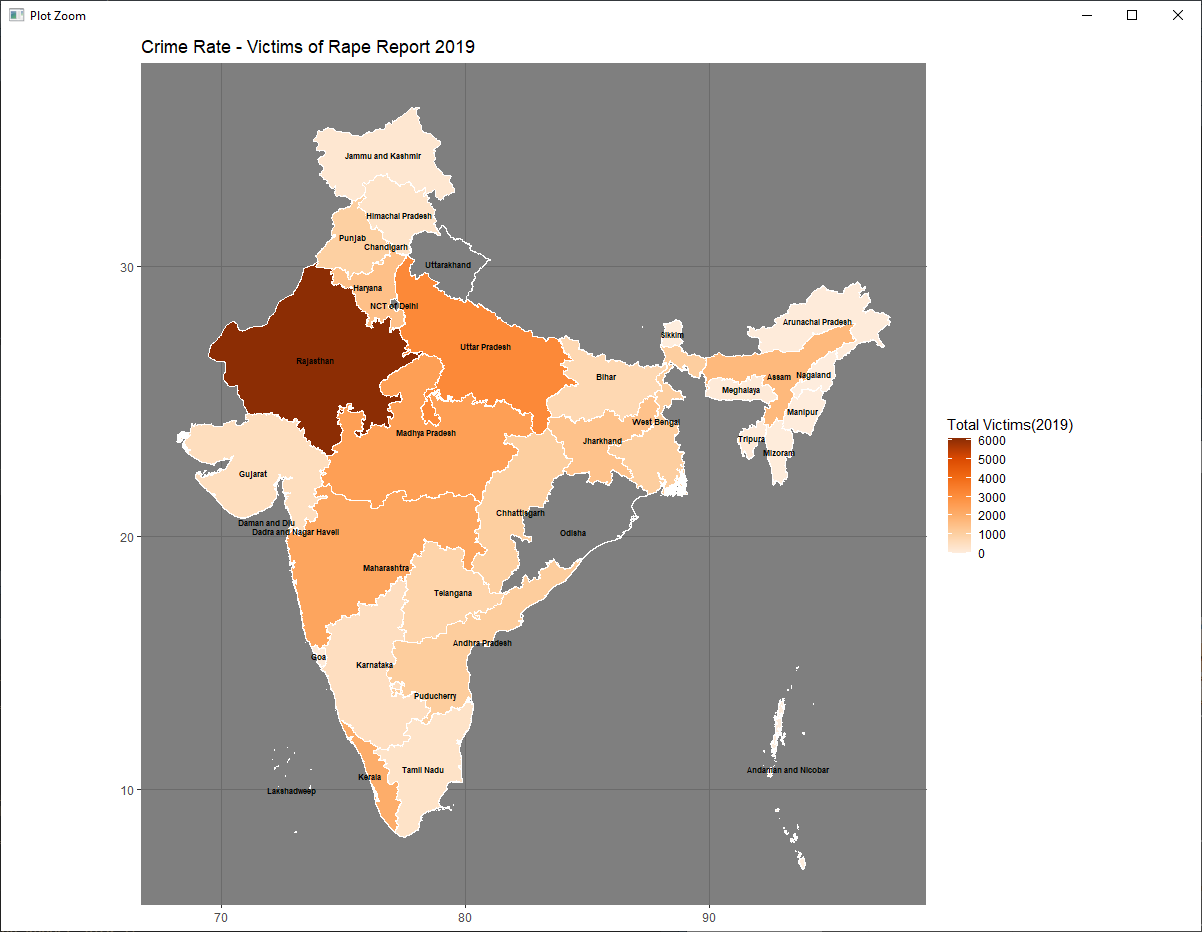 Plot Zoom
Crime Rate - Victims of Rape Report 2019
Jammu and Kashmir
Himachal Pradesh
Punjab
Chandigarh
Uttarakhand
30
Haryana
NCT of Delhi
Arunachal Pradesh
Sikkim
Uttar Pradesh
Rajasthan
Bihar
Assam
Nagaland
Meghalaya
Manipur
West Bengal
Madhya Pradesh
Jharkhand
Tripura
Mizoram
Gujarat
Chhattisgarh
Daman and Diu
Dadra and Nagar Haveli
Odisha
20
Maharashtra
Telangana
Andhra Pradesh
Goa
Karnataka
Puducherry
Tamil Nadu
Kerala
Andaman and Nicobar
10
Lakshadweep
70
80
90
Total Victims(2019)
6000
5000
4000
3000
2000
1000
0